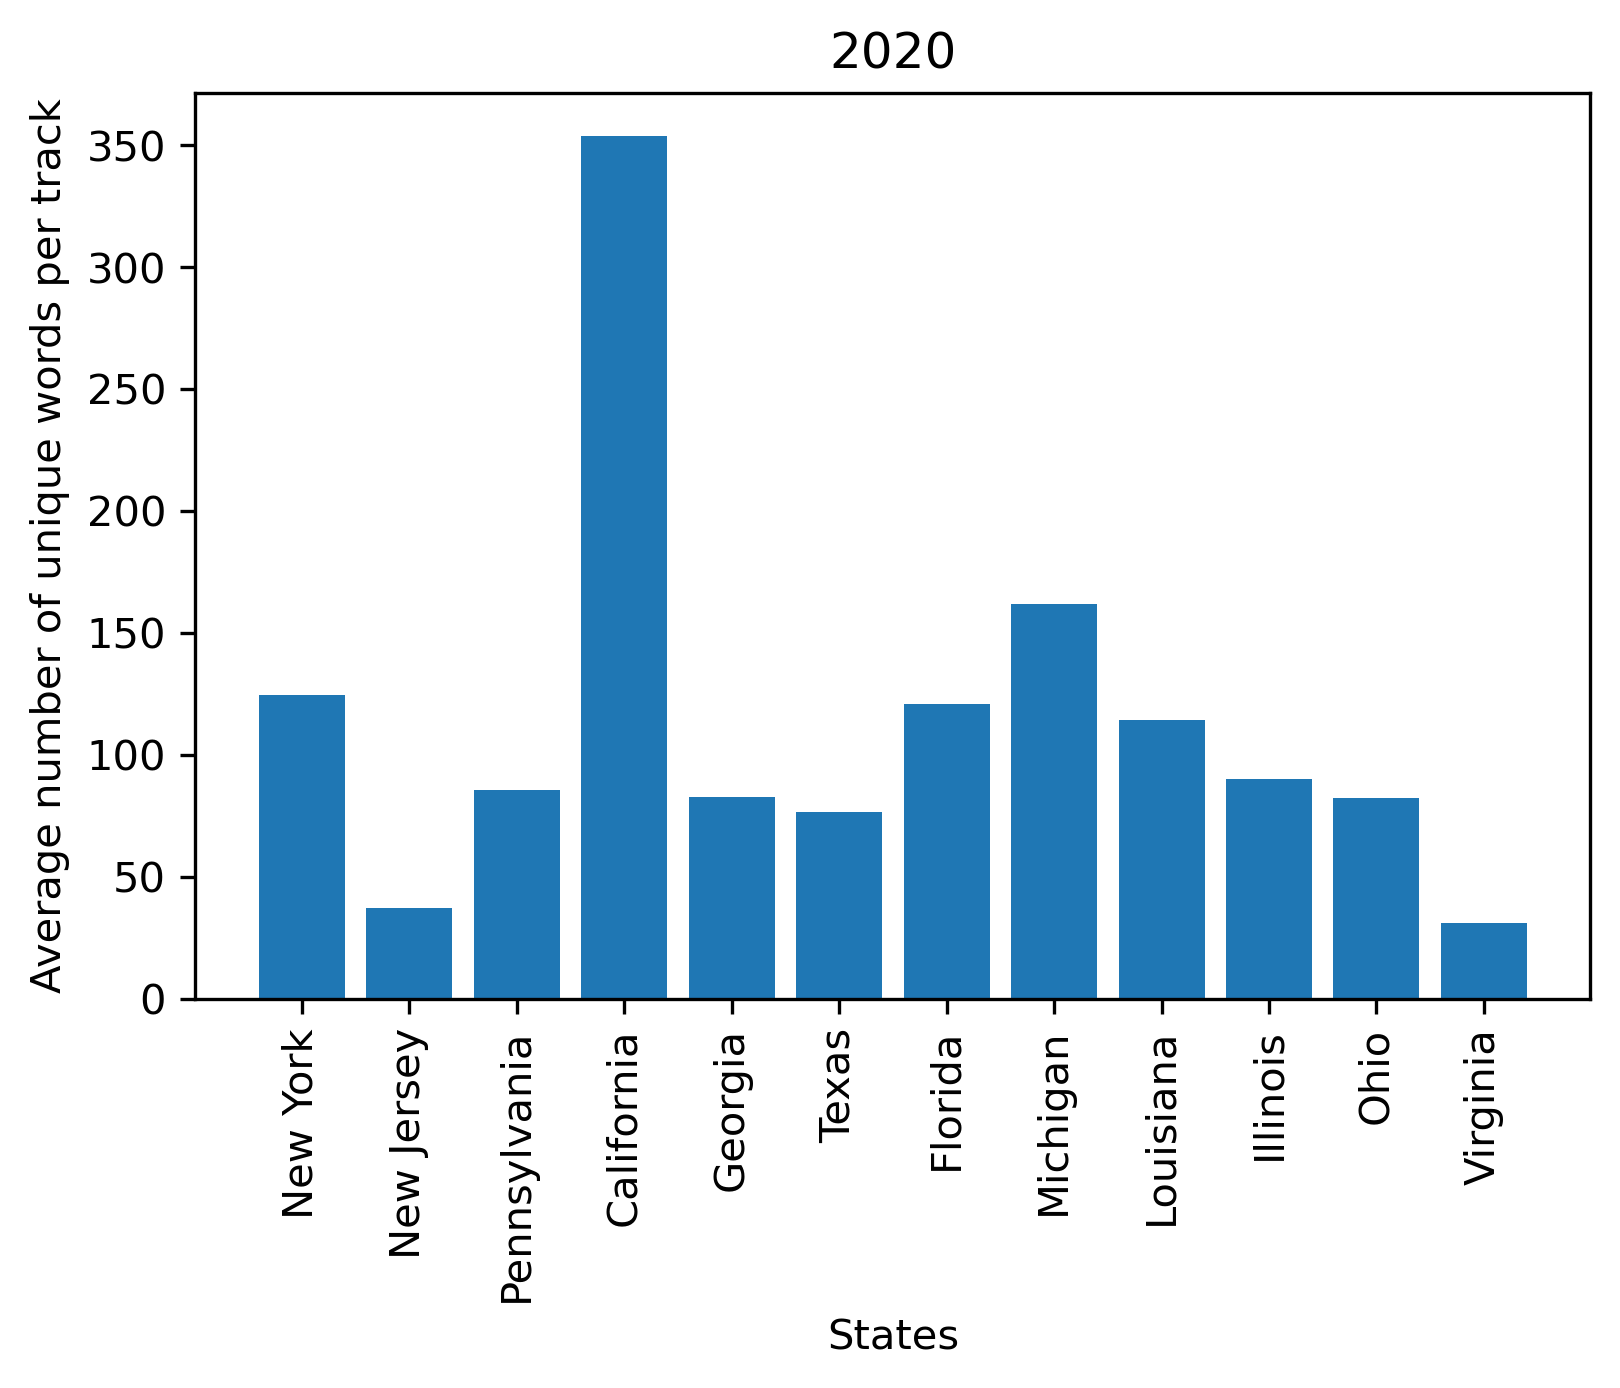 2020
Average number of unique words per track
350
300
250
200
150
100
50
0
New York
New Jersey
Pennsylvania
California
Georgia
Texas
Florida
Michigan
Louisiana
Illinois
Ohio
Virginia
States